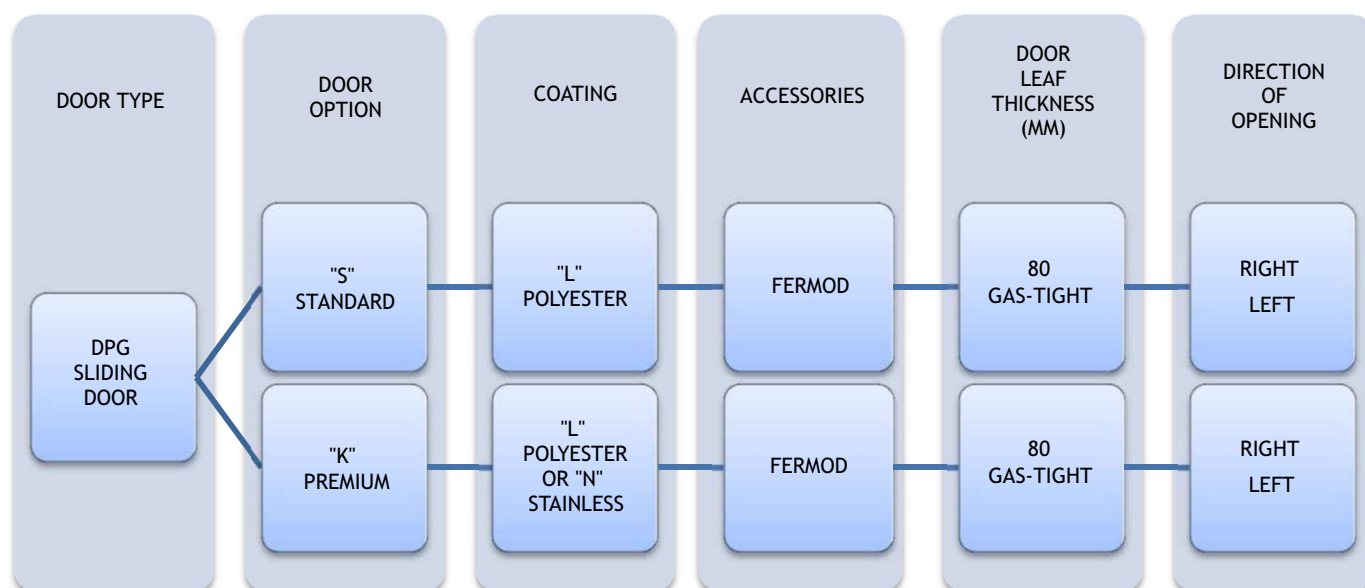 DOOR TYPE
DOOR
OPTION
COATING
ACCESSORIES
DOOR
LEAF
THICKNESS
(MM)
DIRECTION
OF
OPENING
DPG
SLIDING
DOOR
"S"
STANDARD
"L"
POLYESTER
FERMOD
80
GAS-TIGHT
RIGHT
LEFT
"K"
PREMIUM
"L"
POLYESTER
OR "N"
STAINLESS
FERMOD
80
GAS-TIGHT
RIGHT
LEFT